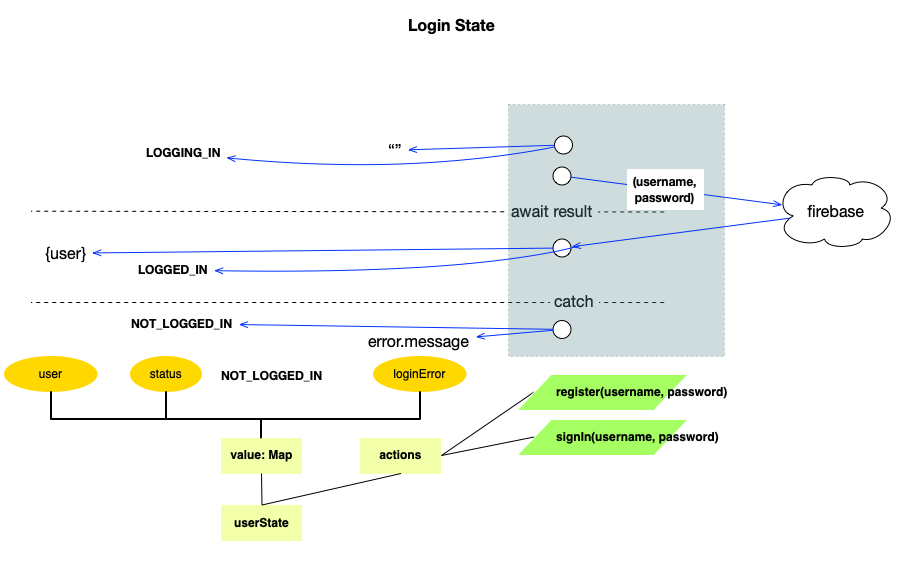 Login State
“”
LOGGING_IN
(username,
password)
await result
firebase
{user}
LOGGED_IN
catch
NOT_LOGGED_IN
error.message
user
status
NOT_LOGGED_IN
loginError
register(username, password)
signIn(username, password)
value: Map
actions
userState